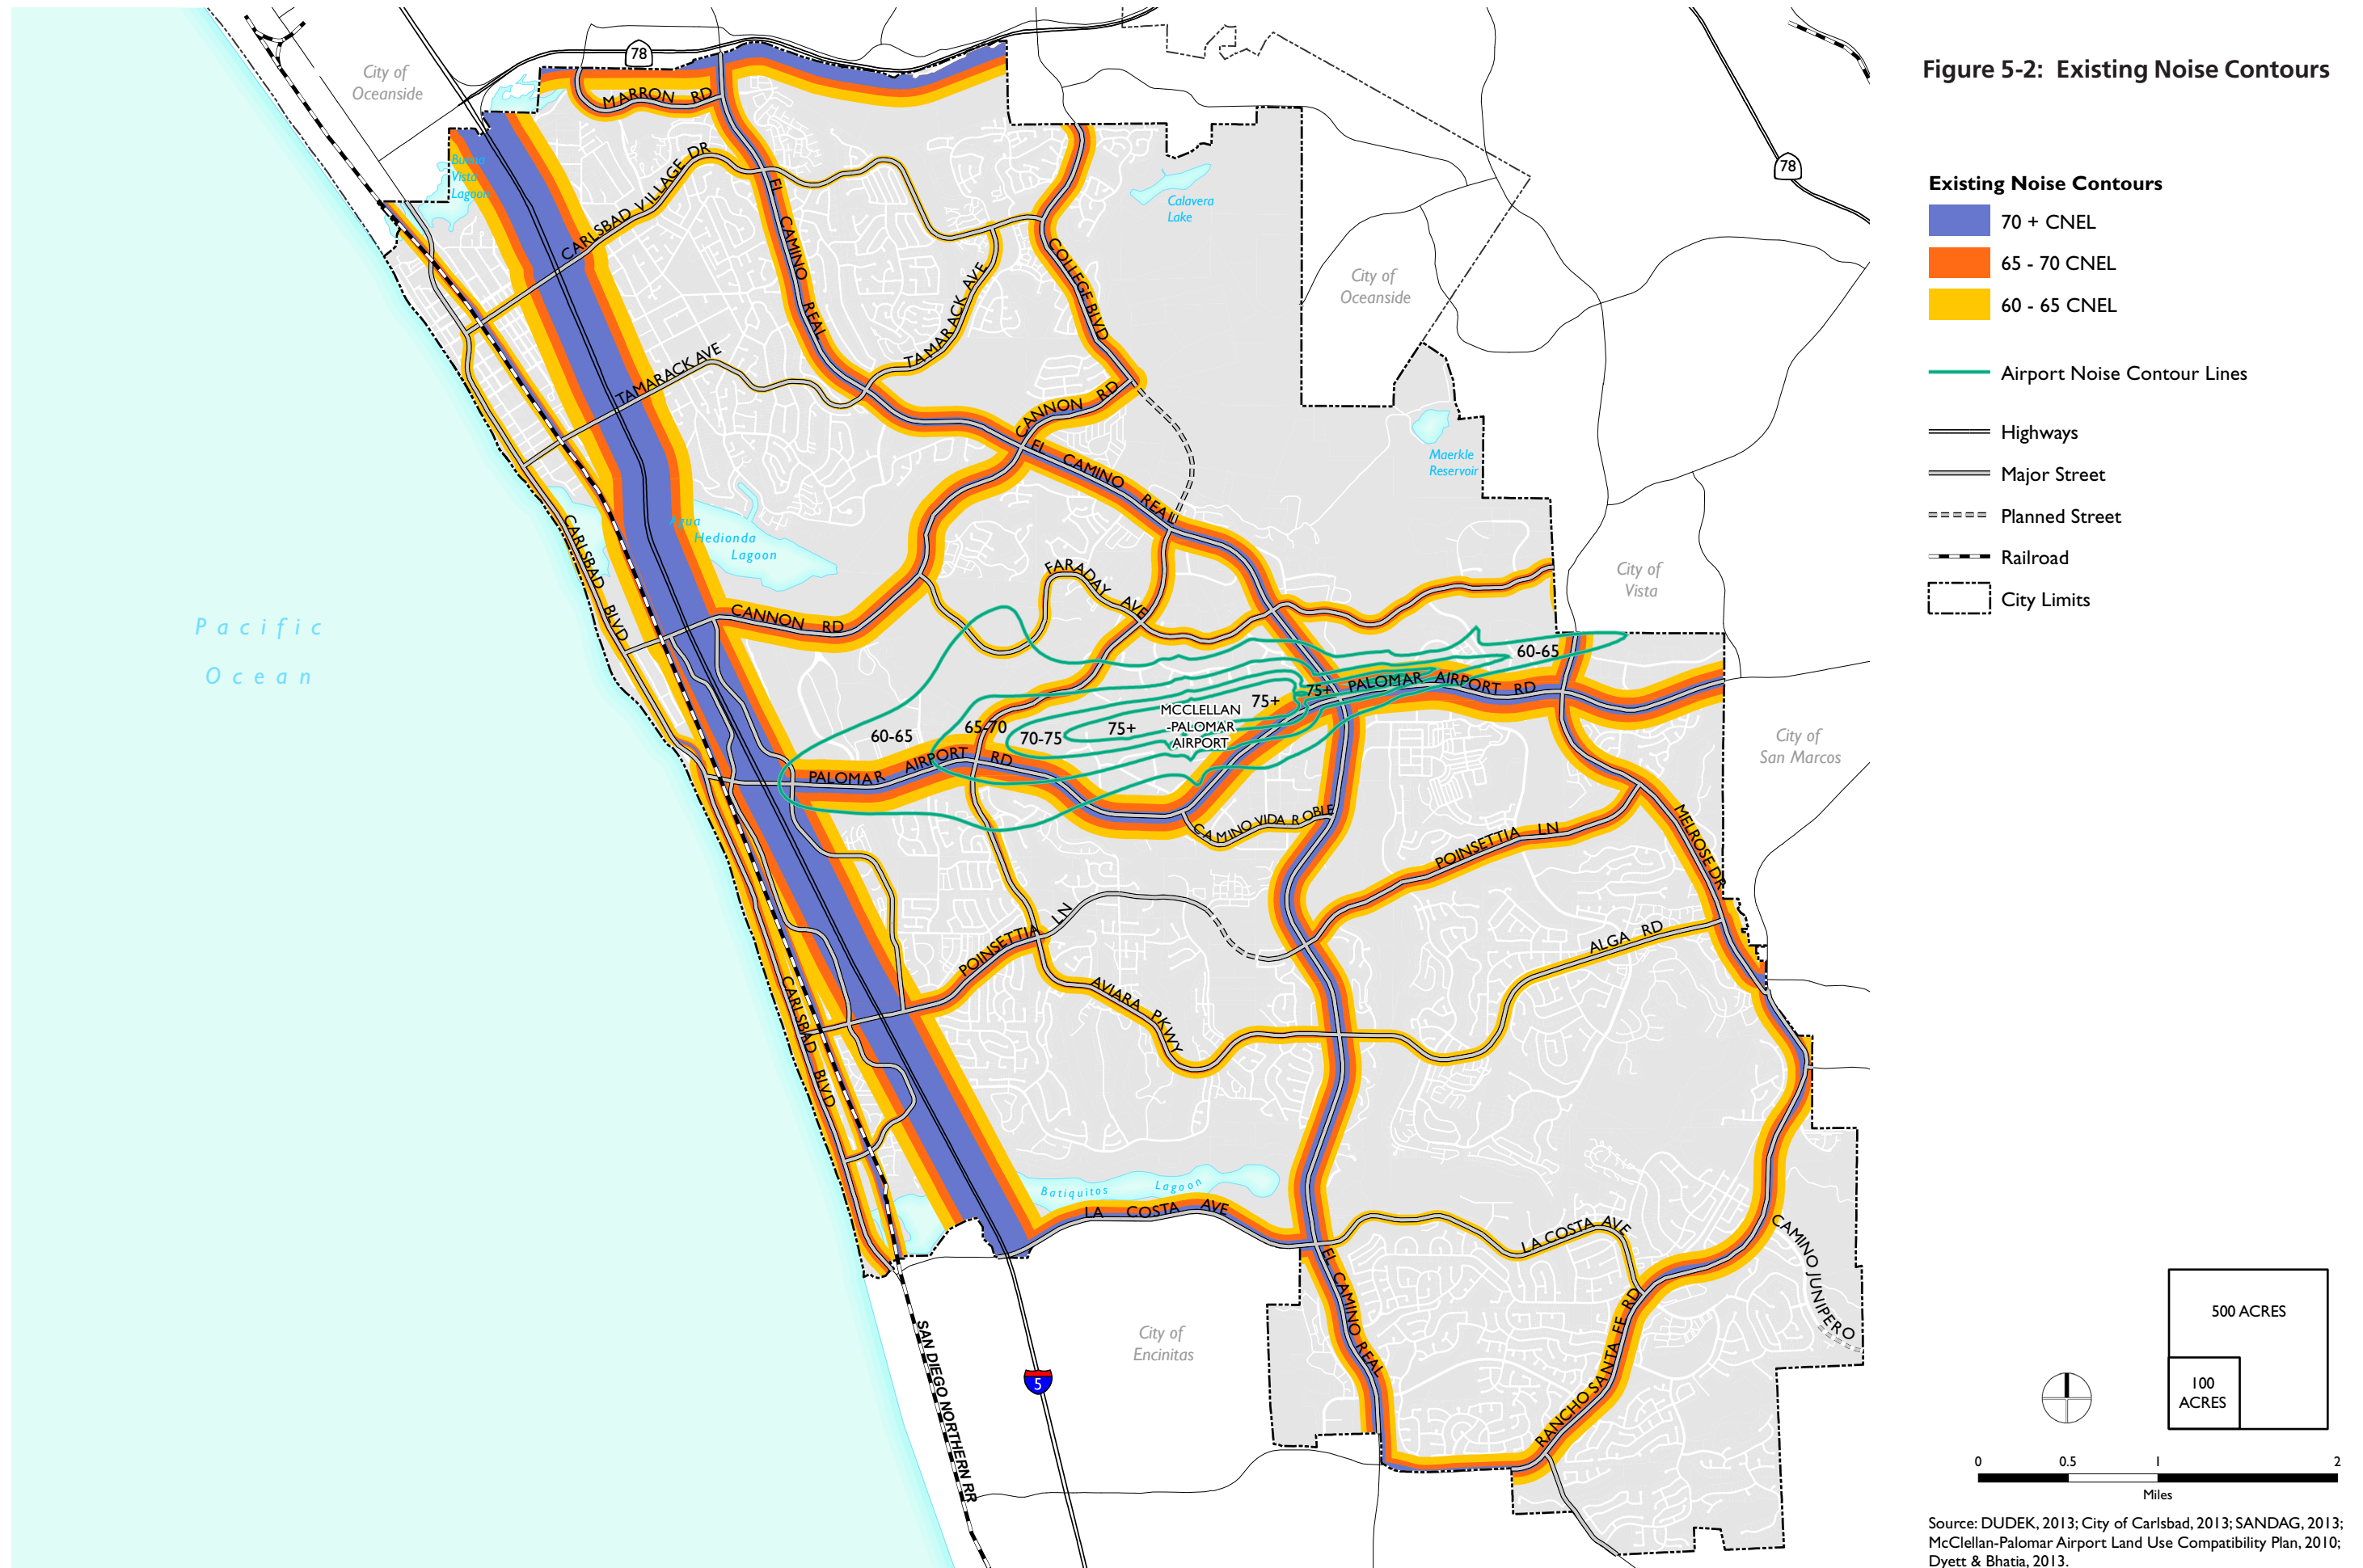 Figure 5-2: Existing Noise Contours
Existing Noise Contours
70 + CNEL
65 - 70 CNEL
60 - 65 CNEL
Airport Noise Contour Lines
Highways
Major Street
Planned Street
Railroad
City Limits
78
78
City of
Oceanside
MARRON RD
Buena
Vista
Lagoon
CARLSBAD VILLAGE DR
EL CAMINO REAL
Calavera
Lake
COLLEGE BLVD
TAMARACK AVE
TAMARACK AVE
City of
Oceanside
CANNON RD
EL CAMINO REAL
Maerkle
Reservoir
Agua
Hedionda
Lagoon
CARLSBAD BLVD
FARADAY AVE
City of
Vista
CANNON RD
Pacific
Ocean
60-65
75+
PALOMAR AIRPORT RD
75+
MCCLELLAN
-PALOMAR
AIRPORT
75+
70-75
65-70
60-65
PALOMAR AIRPORT RD
City of
San Marcos
CAMINO VIDA ROBLE
POINSETTIA LN
MELROSE DR
POINSETTIA LN
ALGA RD
AVIARA PKWY
CARLSBAD BLVD
Batiquitos Lagoon
LA COSTA AVE
LA COSTA AVE
CAMINO JUNIPERO
EL CAMINO REAL
RANCHO SANTA FE RD
City of
Encinitas
SAN DIEGO NORTHERN RR
5
500 ACRES
100
ACRES
0 0.5 1 2
Miles
Source: DUDEK, 2013; City of Carlsbad, 2013; SANDAG, 2013;
McClellan-Palomar Airport Land Use Compatibility Plan, 2010;
Dyett & Bhatia, 2013.